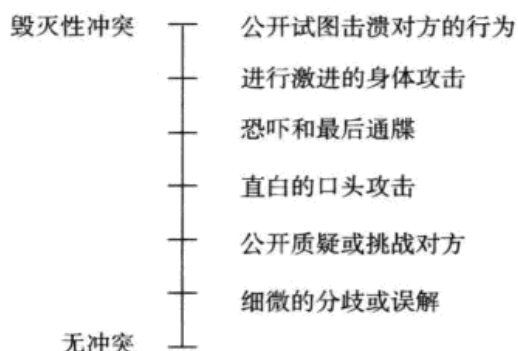 毁灭性冲突 公开试图击溃对方的行为
进行激进的身体攻击
恐吓和最后通牒
直白的口头攻击
公开质疑或挑战对方
细微的分歧或误解
无冲突